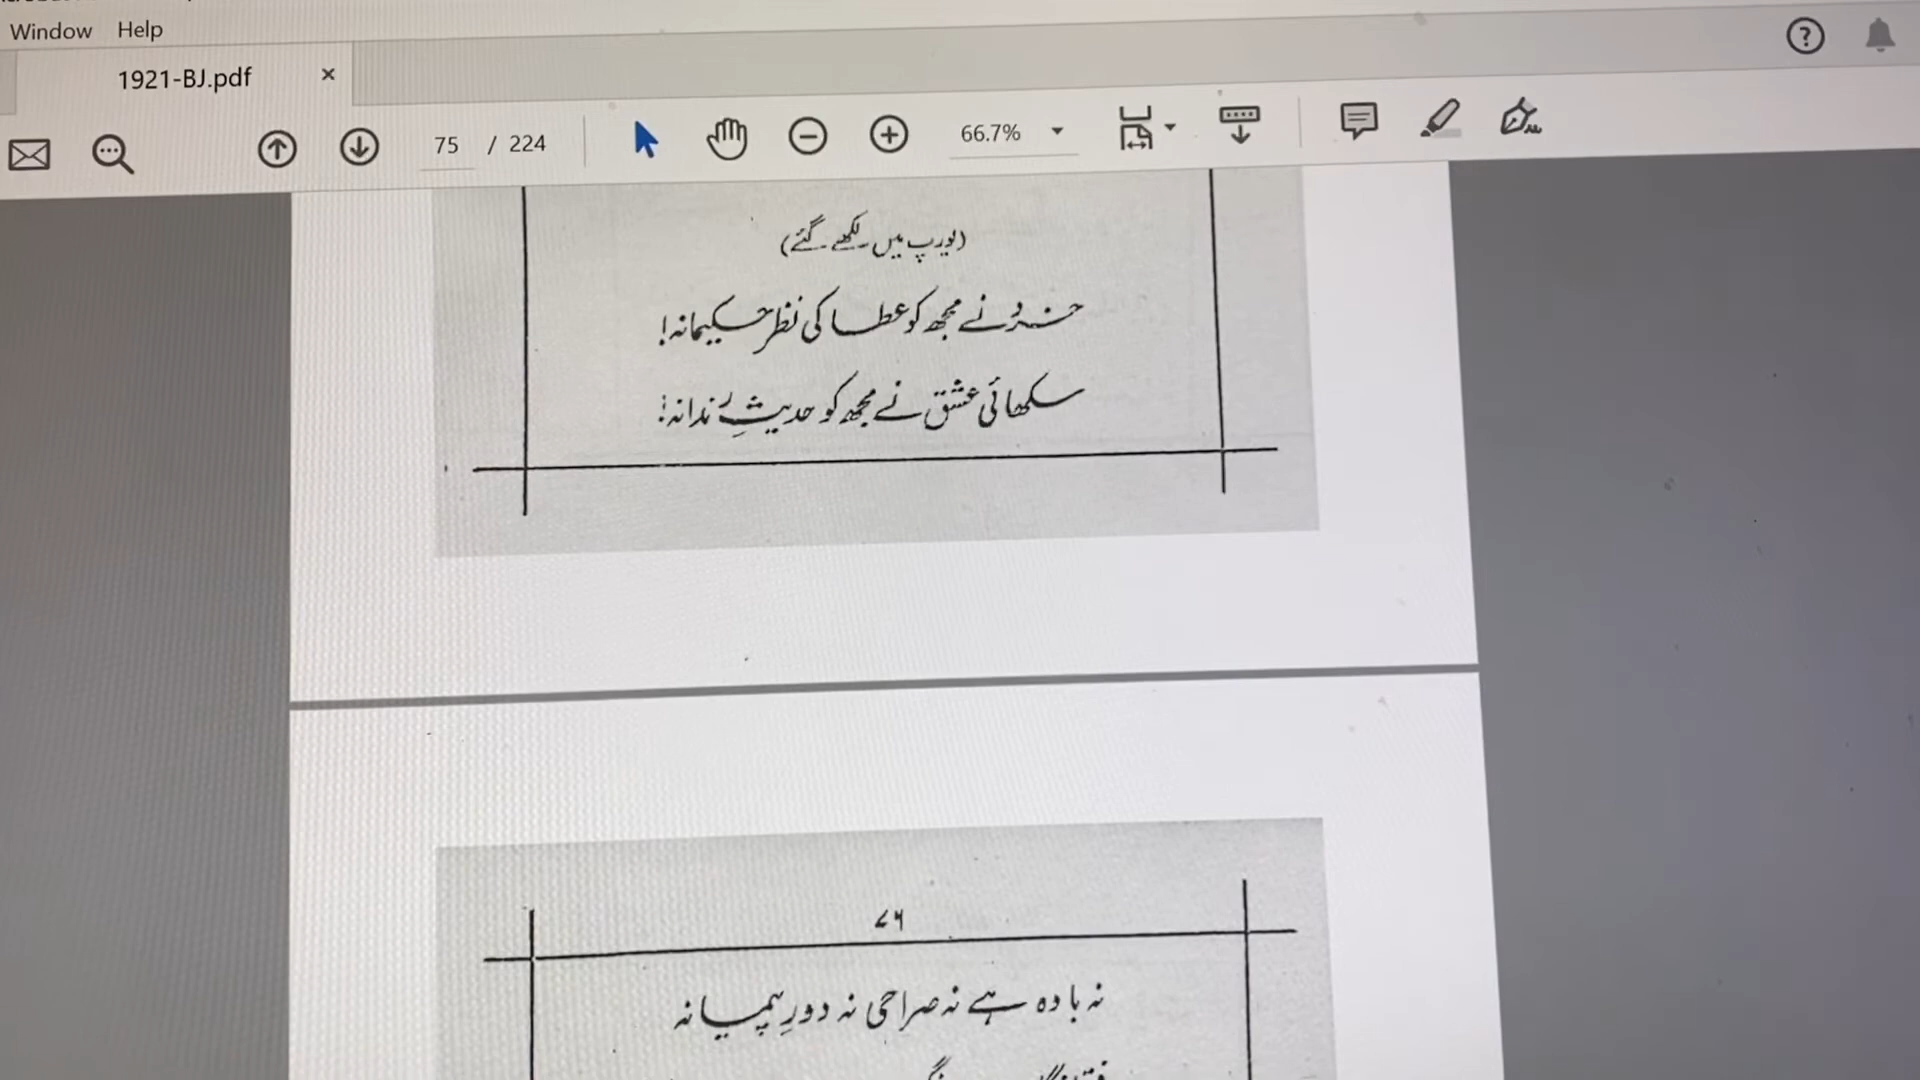 Window Help
1921-BJ.pdf ×
75 / 224 66.7%
(یورپ میں لکھے گئے)
خرد نے مجھ کو عطا کی نظر حکیمانہ!
سکھائی عشق نے مجھ کو حدیثِ رندانہ!
۷۶
نہ بادہ ہے نہ صراحی نہ دورِ پیمانہ